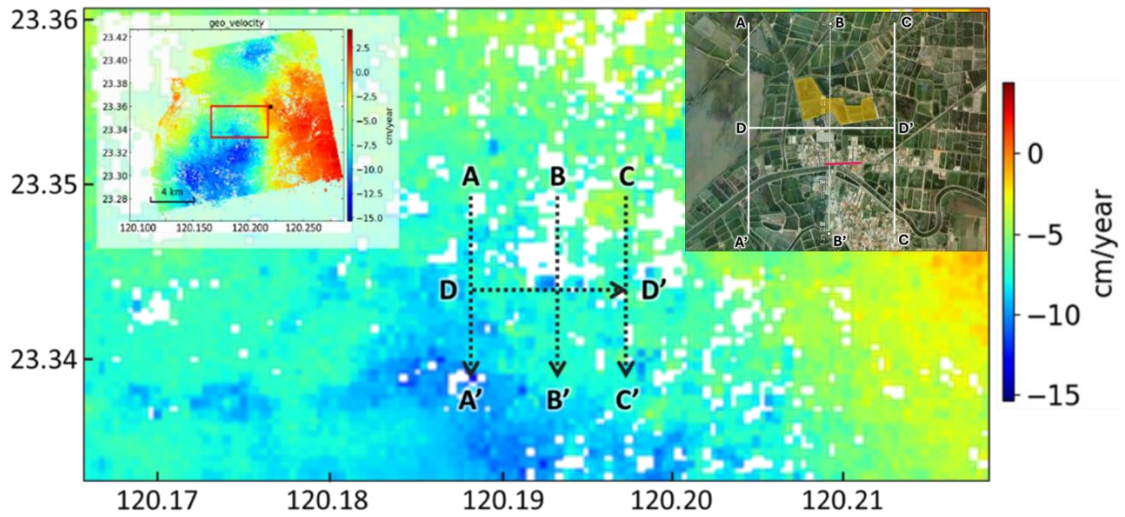 23.36
23.35
23.34
120.17
120.18
120.19
120.20
120.21
geo_velocity
23.42
23.40
23.38
23.36
23.34
23.32
23.30
23.28
4 km
120.100
120.150
120.200
120.250
2.5
0.0
−2.5
−5.0
−7.5
−10.0
−12.5
−15.0
cm/year
A
B
C
D
D’
A’
B’
C’
A
B
C
D
D’
A’
B’
C
0
−5
−10
−15
cm/year